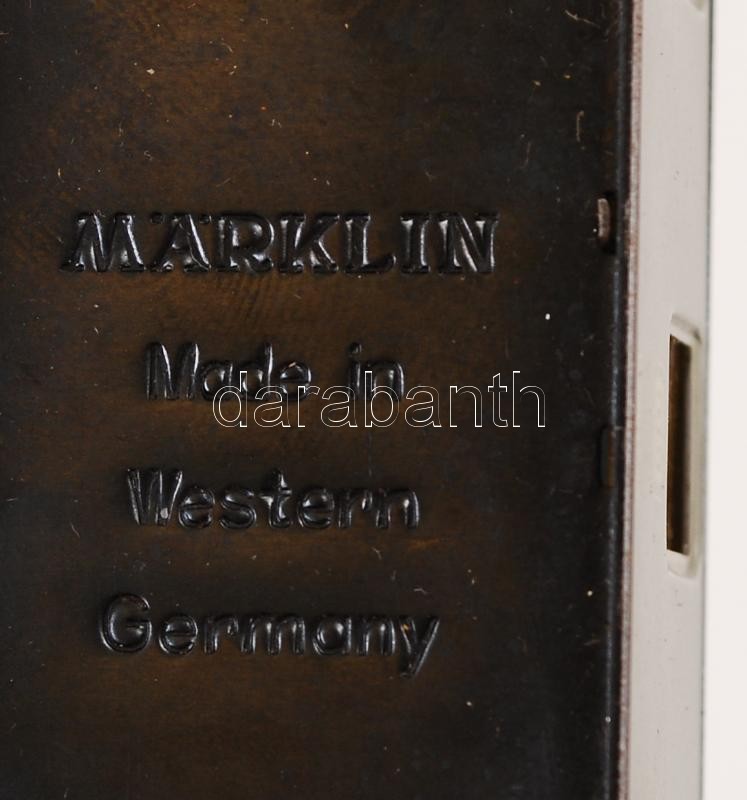 MÄRKLIN
Made in
darabanth
Western
Germany